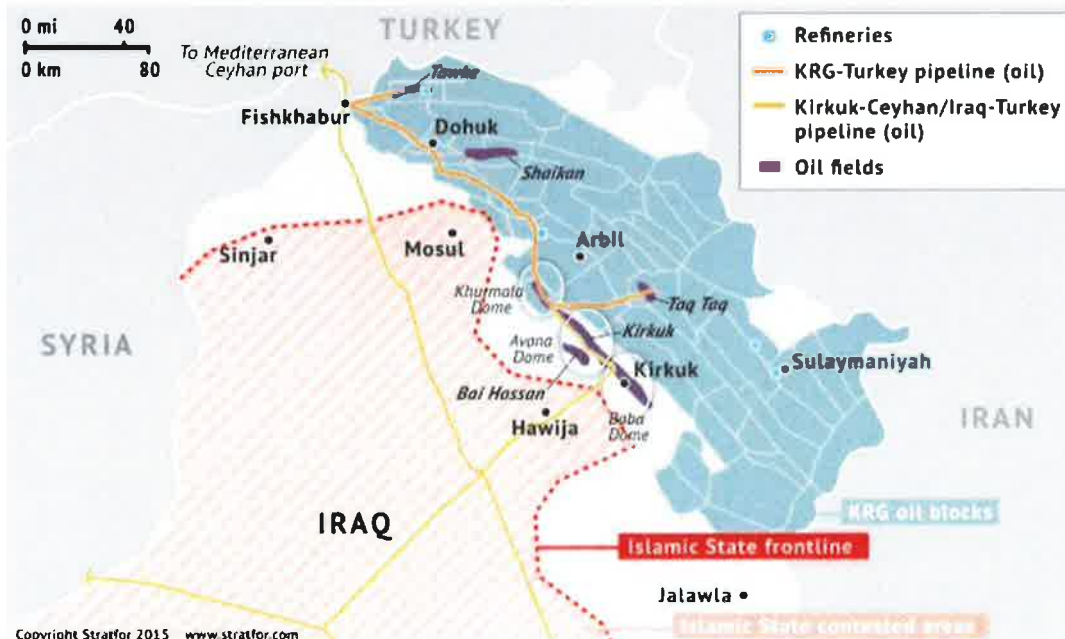 0 mi 40
0 km 80
TURKEY
To Mediterranean
Ceyhan port
Refineries
KRG-Turkey pipeline (oil)
Kirkuk-Ceyhan/Iraq-Turkey
pipeline (oil)
Oil fields
Tawke
Fishkhabur
Dohuk
Shaikan
Sinjar
Mosul
Arbil
Khurmala
Dome
Taq Taq
SYRIA
Avana
Dome
Kirkuk
Sulaymaniyah
Kirkuk
Bai Hassan
Hawija
Baba
Dome
IRAN
IRAQ
KRG oil blocks
Islamic State frontline
Jalawla
Islamic State contested areas
Copyright Stratfor 2015 www.stratfor.com